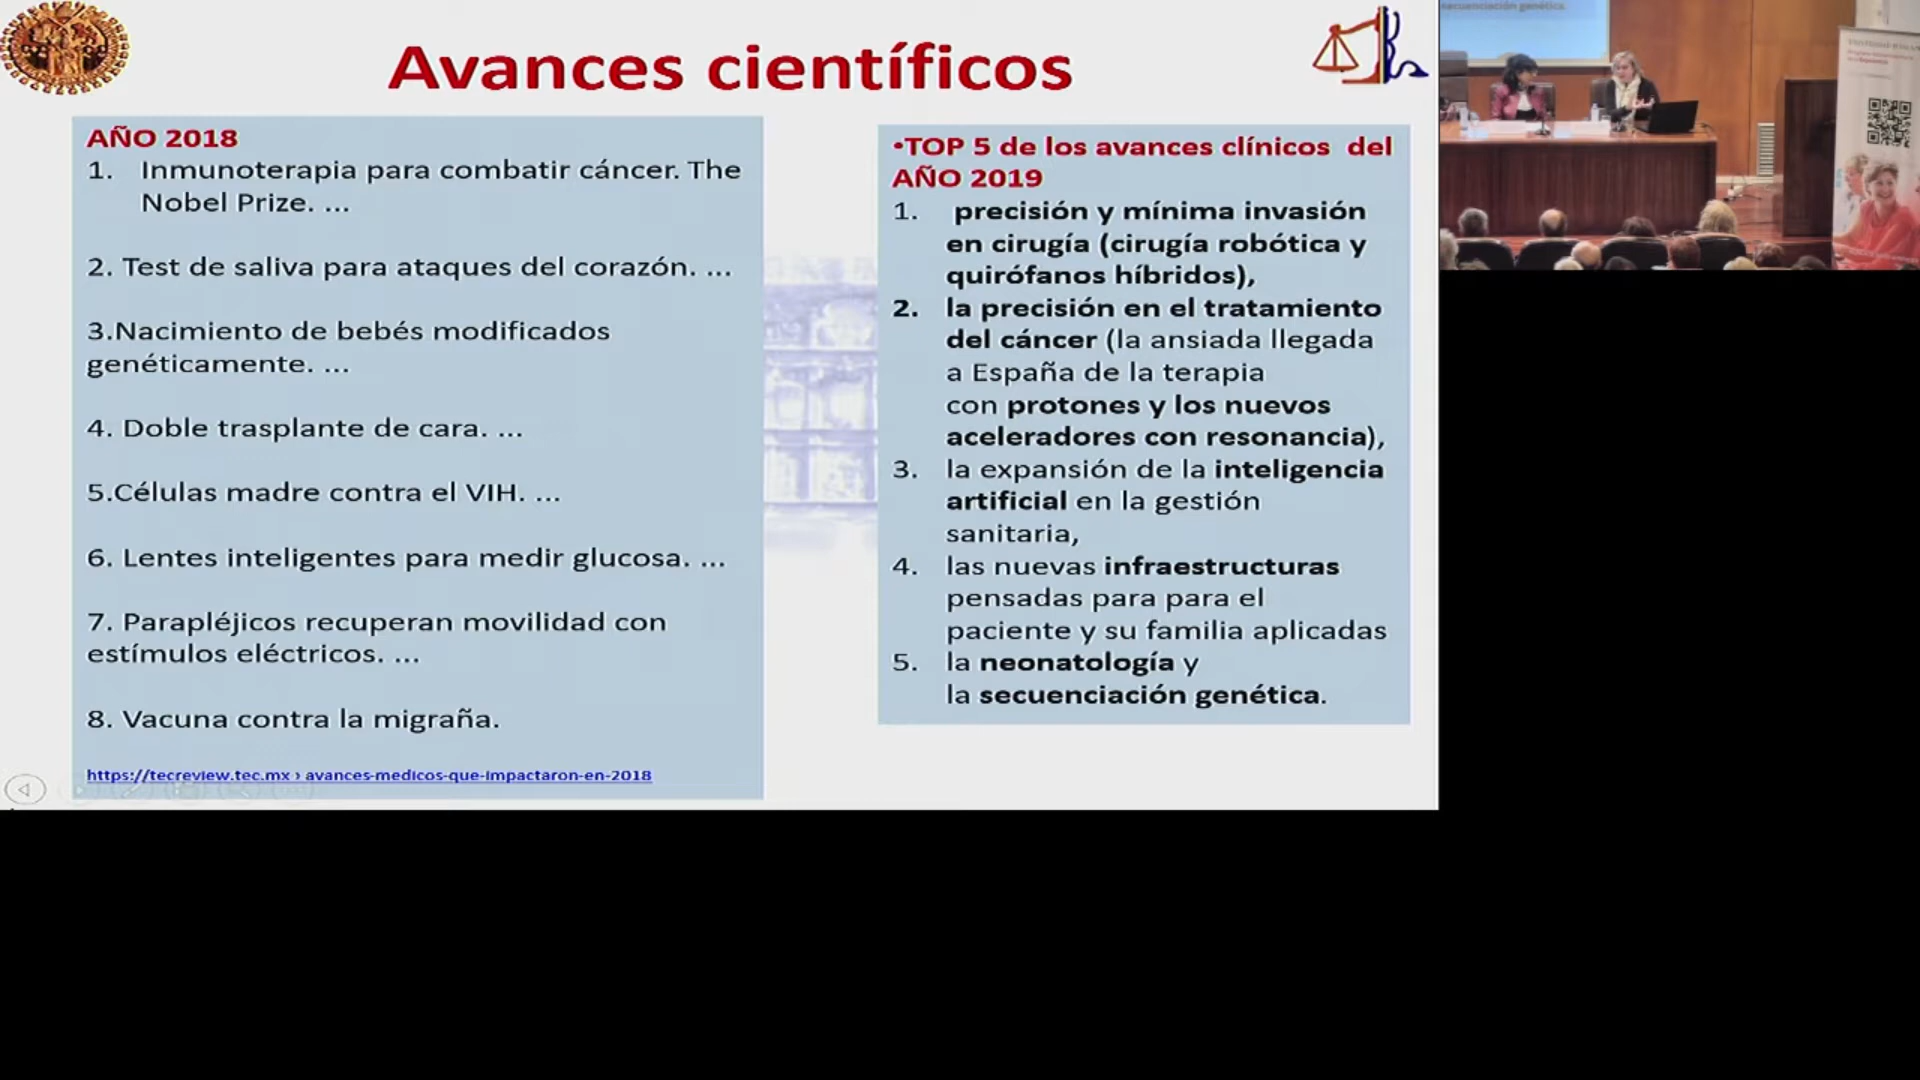 Avances científicos
AÑO 2018
1. Inmunoterapia para combatir cáncer. The
Nobel Prize. ...
2. Test de saliva para ataques del corazón. ...
3.Nacimiento de bebés modificados
genéticamente. ...
4. Doble trasplante de cara. ...
5.Células madre contra el VIH. ...
6. Lentes inteligentes para medir glucosa. ...
7. Parapléjicos recuperan movilidad con
estímulos eléctricos. ...
8. Vacuna contra la migraña.
https://tecreview.tec.mx › avances-medicos-que-impactaron-en-2018
•TOP 5 de los avances clínicos del
AÑO 2019
1. precisión y mínima invasión
en cirugía (cirugía robótica y
quirófanos híbridos),
2. la precisión en el tratamiento
del cáncer (la ansiada llegada
a España de la terapia
con protones y los nuevos
aceleradores con resonancia),
3. la expansión de la inteligencia
artificial en la gestión
sanitaria,
4. las nuevas infraestructuras
pensadas para para el
paciente y su familia aplicadas
5. la neonatología y
la secuenciación genética.
secuenciación genética.